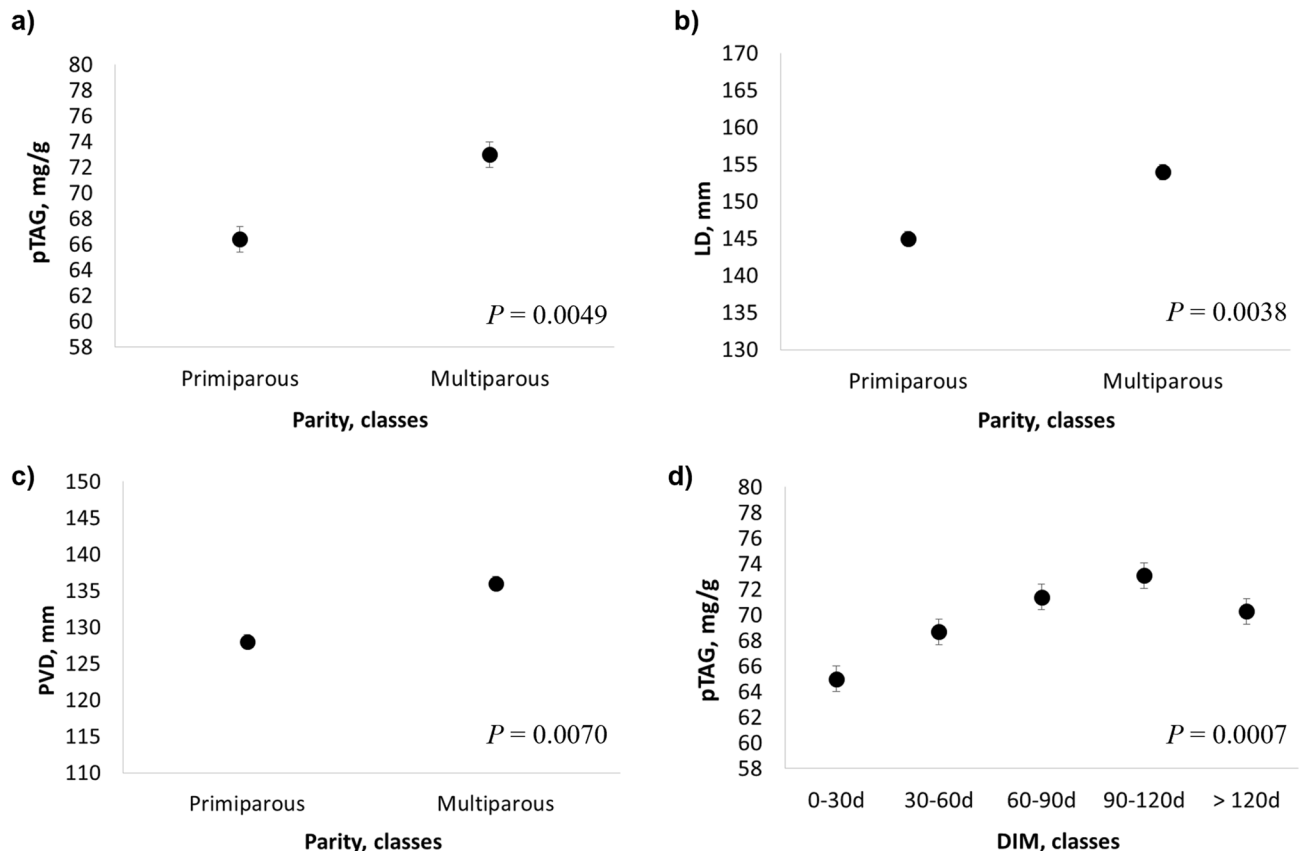 a)
80
78
76
74
72
70
68
66
64
62
60
58
pTAG, mg/g
P = 0.0049
Primiparous Multiparous
Parity, classes
b)
170
165
160
155
150
145
140
135
130
LD, mm
P = 0.0038
Primiparous Multiparous
Parity, classes
c)
150
145
140
135
130
125
120
115
110
PVD, mm
P = 0.0070
Primiparous Multiparous
Parity, classes
d)
80
78
76
74
72
70
68
66
64
62
60
58
pTAG, mg/g
P = 0.0007
0-30d 30-60d 60-90d 90-120d > 120d
DIM, classes